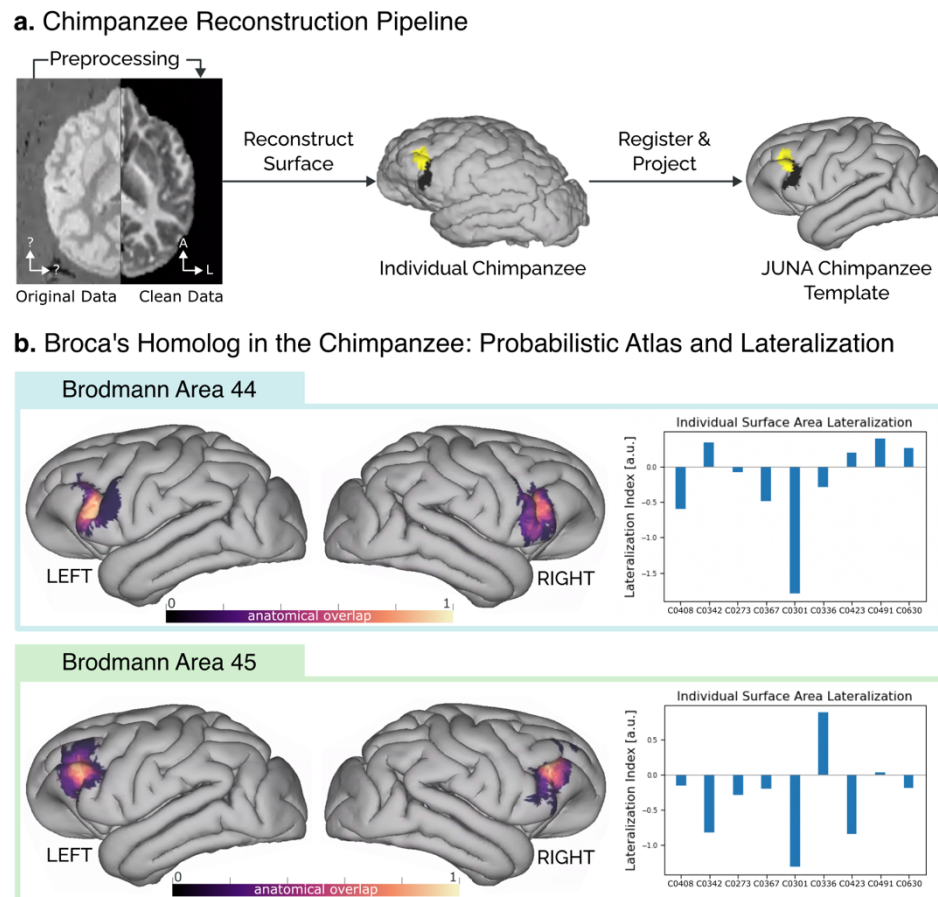 a. Chimpanzee Reconstruction Pipeline
Preprocessing
Reconstruct
Surface
Register &
Project
?
?
A
L
Original Data
Clean Data
Individual Chimpanzee
JUNA Chimpanzee
Template
b. Broca's Homolog in the Chimpanzee: Probabilistic Atlas and Lateralization
Brodmann Area 44
LEFT
RIGHT
0
1
anatomical overlap
Individual Surface Area Lateralization
Lateralization Index [a.u.]
0.0
−0.5
−1.0
−1.5
C0408 C0342 C0273 C0367 C0301 C0336 C0423 C0491 C0630
Brodmann Area 45
LEFT
RIGHT
0
1
anatomical overlap
Individual Surface Area Lateralization
Lateralization Index [a.u.]
0.5
0.0
−0.5
−1.0
C0408 C0342 C0273 C0367 C0301 C0336 C0423 C0491 C0630